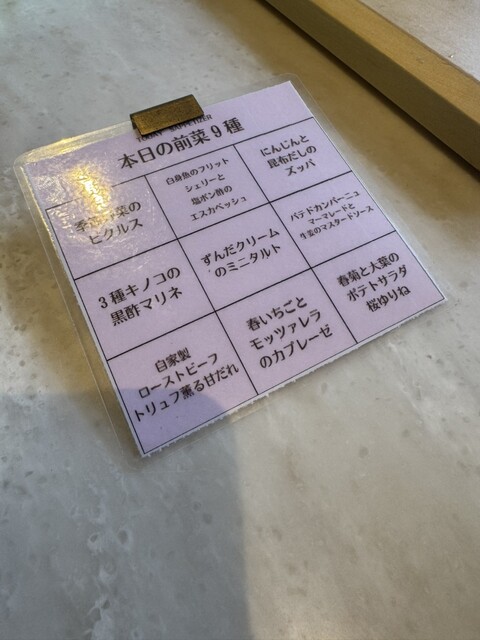 本日の前菜9種
季節野菜の
ピクルス
白身魚のフリット
シェリーと
塩ポン酢の
エスカベッシュ
にんじんと
昆布だしの
ズッパ
3種キノコの
黒酢マリネ
ずんだクリーム
のミニタルト
パテドカンパーニュ
マーマレードと
生姜のマスタードソース
自家製
ローストビーフ
トリュフ薫る甘だれ
春いちごと
モッツァレラ
のカプレーゼ
春菊と大葉の
ポテトサラダ
桜ゆりね